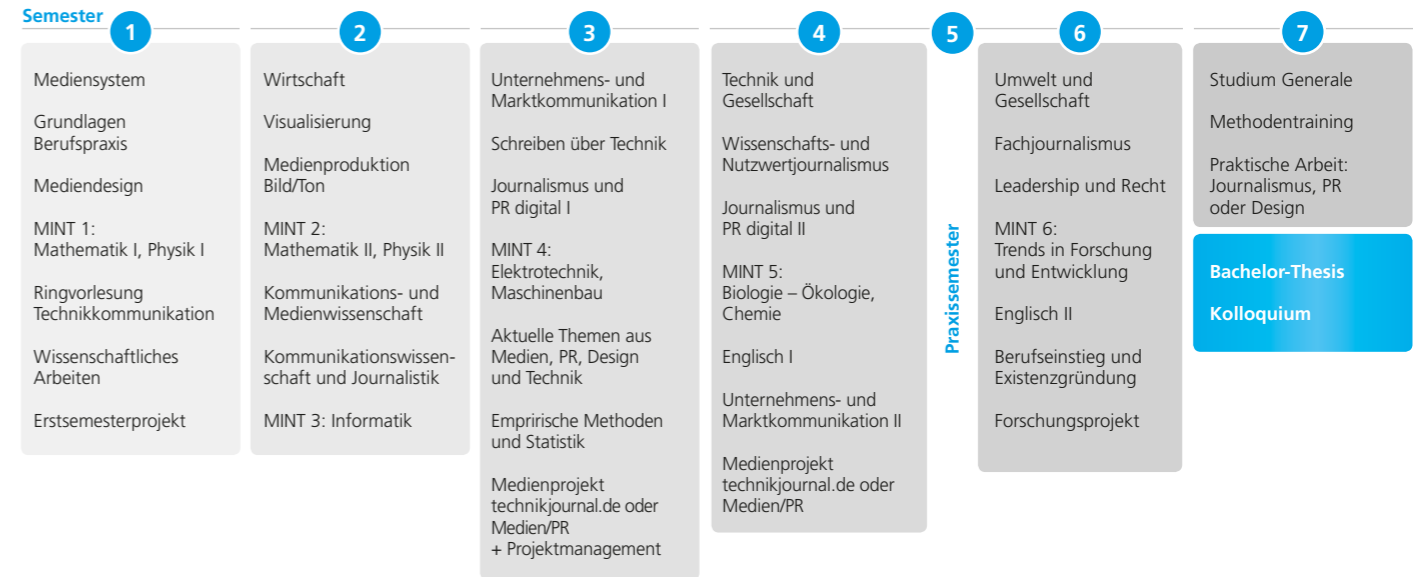 Semester
1
Mediensystem
Grundlagen
Berufspraxis
Mediendesign
MINT 1:
Mathematik I, Physik I
Ringvorlesung
Technikkommunikation
Wissenschaftliches
Arbeiten
Erstsemesterprojekt
2
Wirtschaft
Visualisierung
Medienproduktion
Bild/Ton
MINT 2:
Mathematik II, Physik II
Kommunikations- und
Medienwissenschaft
Kommunikationswissen-
schaft und Journalistik
MINT 3: Informatik
3
Unternehmens- und
Marktkommunikation I
Schreiben über Technik
Journalismus und
PR digital I
MINT 4:
Elektrotechnik,
Maschinenbau
Aktuelle Themen aus
Medien, PR, Design
und Technik
Emprirische Methoden
und Statistik
Medienprojekt
technikjournal.de oder
Medien/PR
+ Projektmanagement
4
Technik und
Gesellschaft
Wissenschafts- und
Nutzwertjournalismus
Journalismus und
PR digital II
MINT 5:
Biologie – Ökologie,
Chemie
Englisch I
Unternehmens- und
Marktkommunikation II
Medienprojekt
technikjournal.de oder
Medien/PR
5
Praxissemester
6
Umwelt und
Gesellschaft
Fachjournalismus
Leadership und Recht
MINT 6:
Trends in Forschung
und Entwicklung
Englisch II
Berufseinstieg und
Existenzgründung
Forschungsprojekt
7
Studium Generale
Methodentraining
Praktische Arbeit:
Journalismus, PR
oder Design
Bachelor-Thesis
Kolloquium